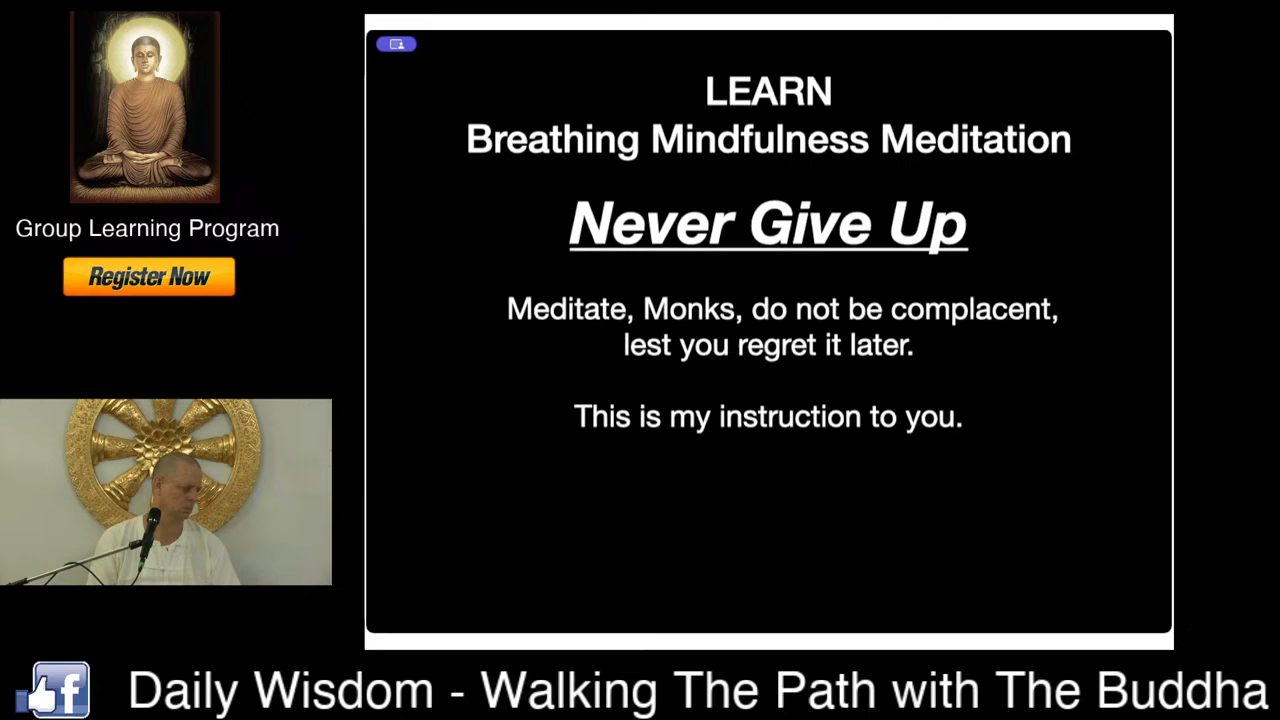 Group Learning Program
Register Now
LEARN
Breathing Mindfulness Meditation
Never Give Up
Meditate, Monks, do not be complacent,
lest you regret it later.
This is my instruction to you.
f Daily Wisdom - Walking The Path with The Buddha